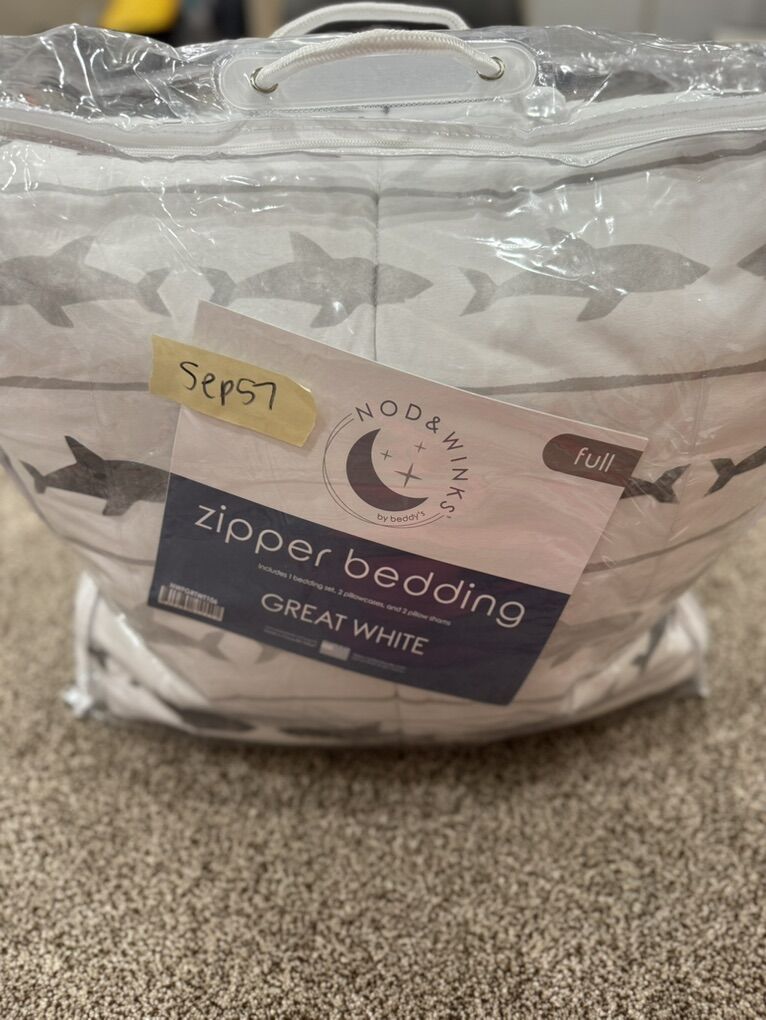 Sep57
NOD & WINKS
by beddy's
full
zipper bedding
Includes 1 bedding set, 2 pillowcases, and 2 pillow shams
GREAT WHITE